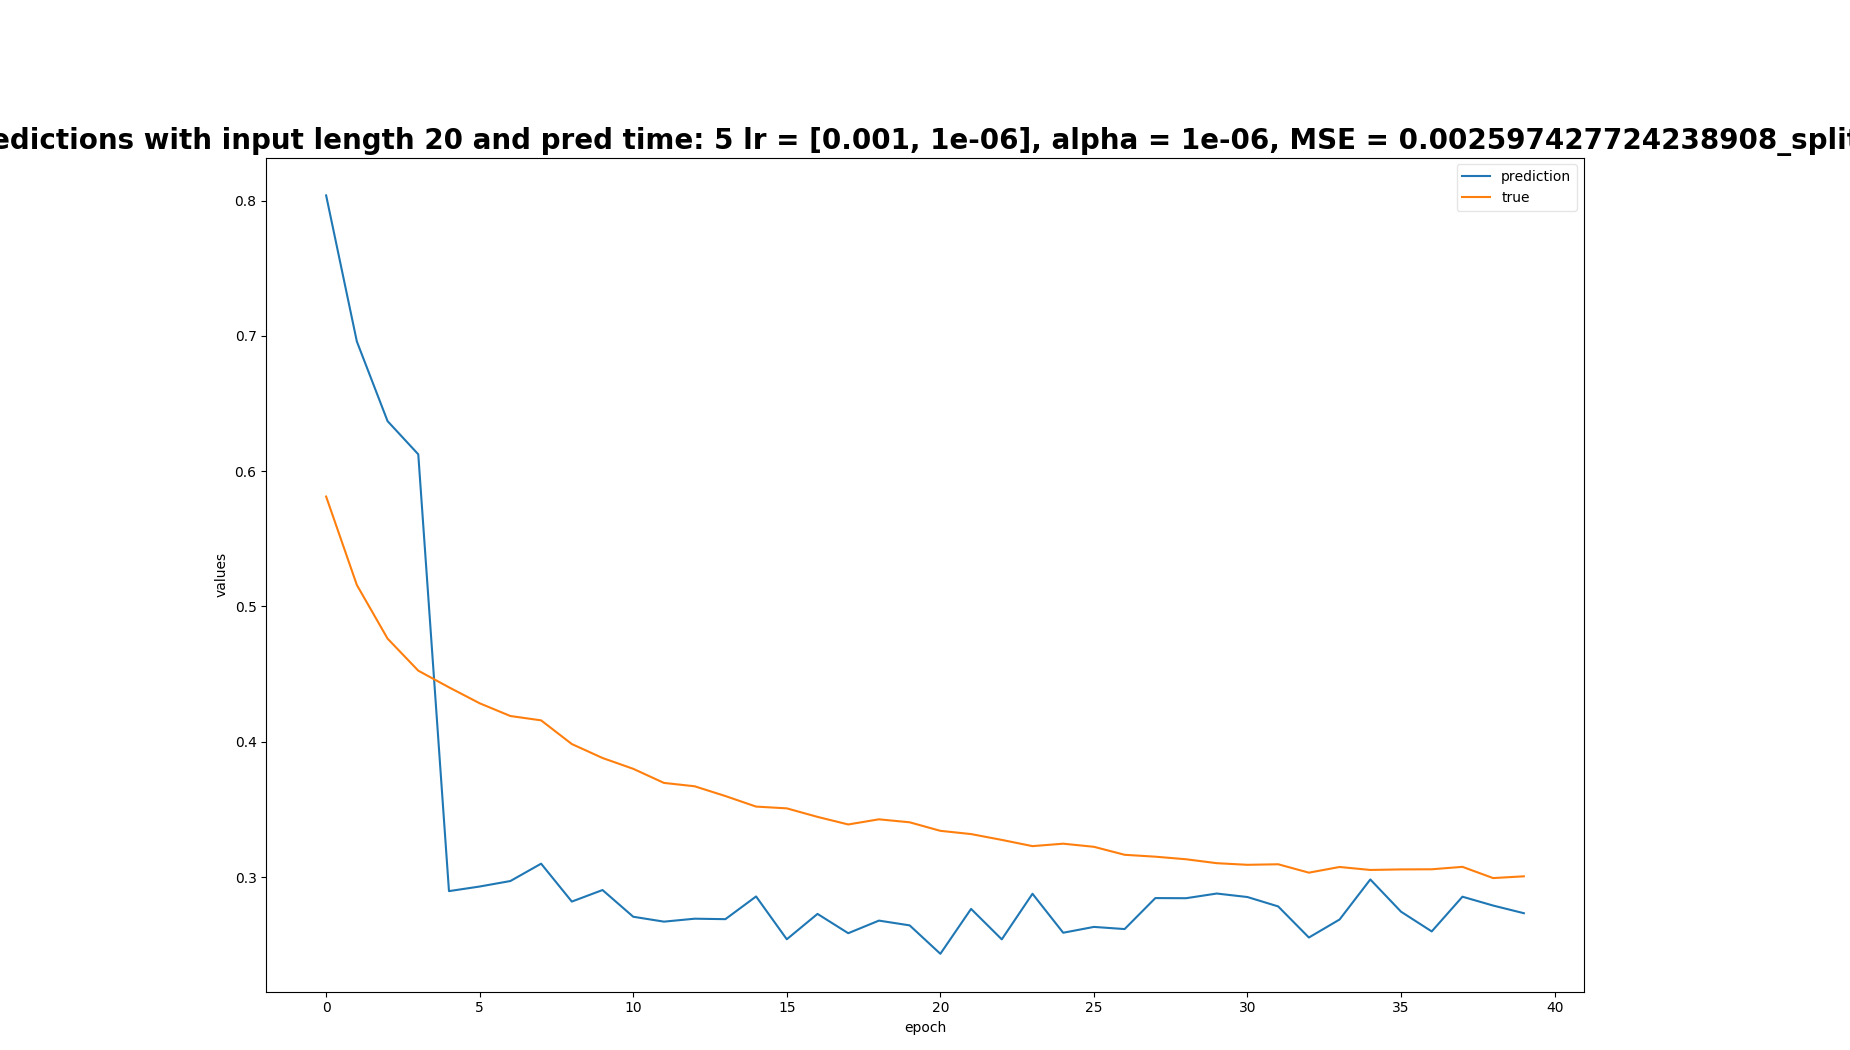 edictions with input length 20 and pred time: 5 lr = [0.001, 1e-06], alpha = 1e-06, MSE = 0.002597427724238908_split
prediction
true
0.8
0.7
0.6
0.5
0.4
0.3
values
0 5 10 15 20 25 30 35 40
epoch